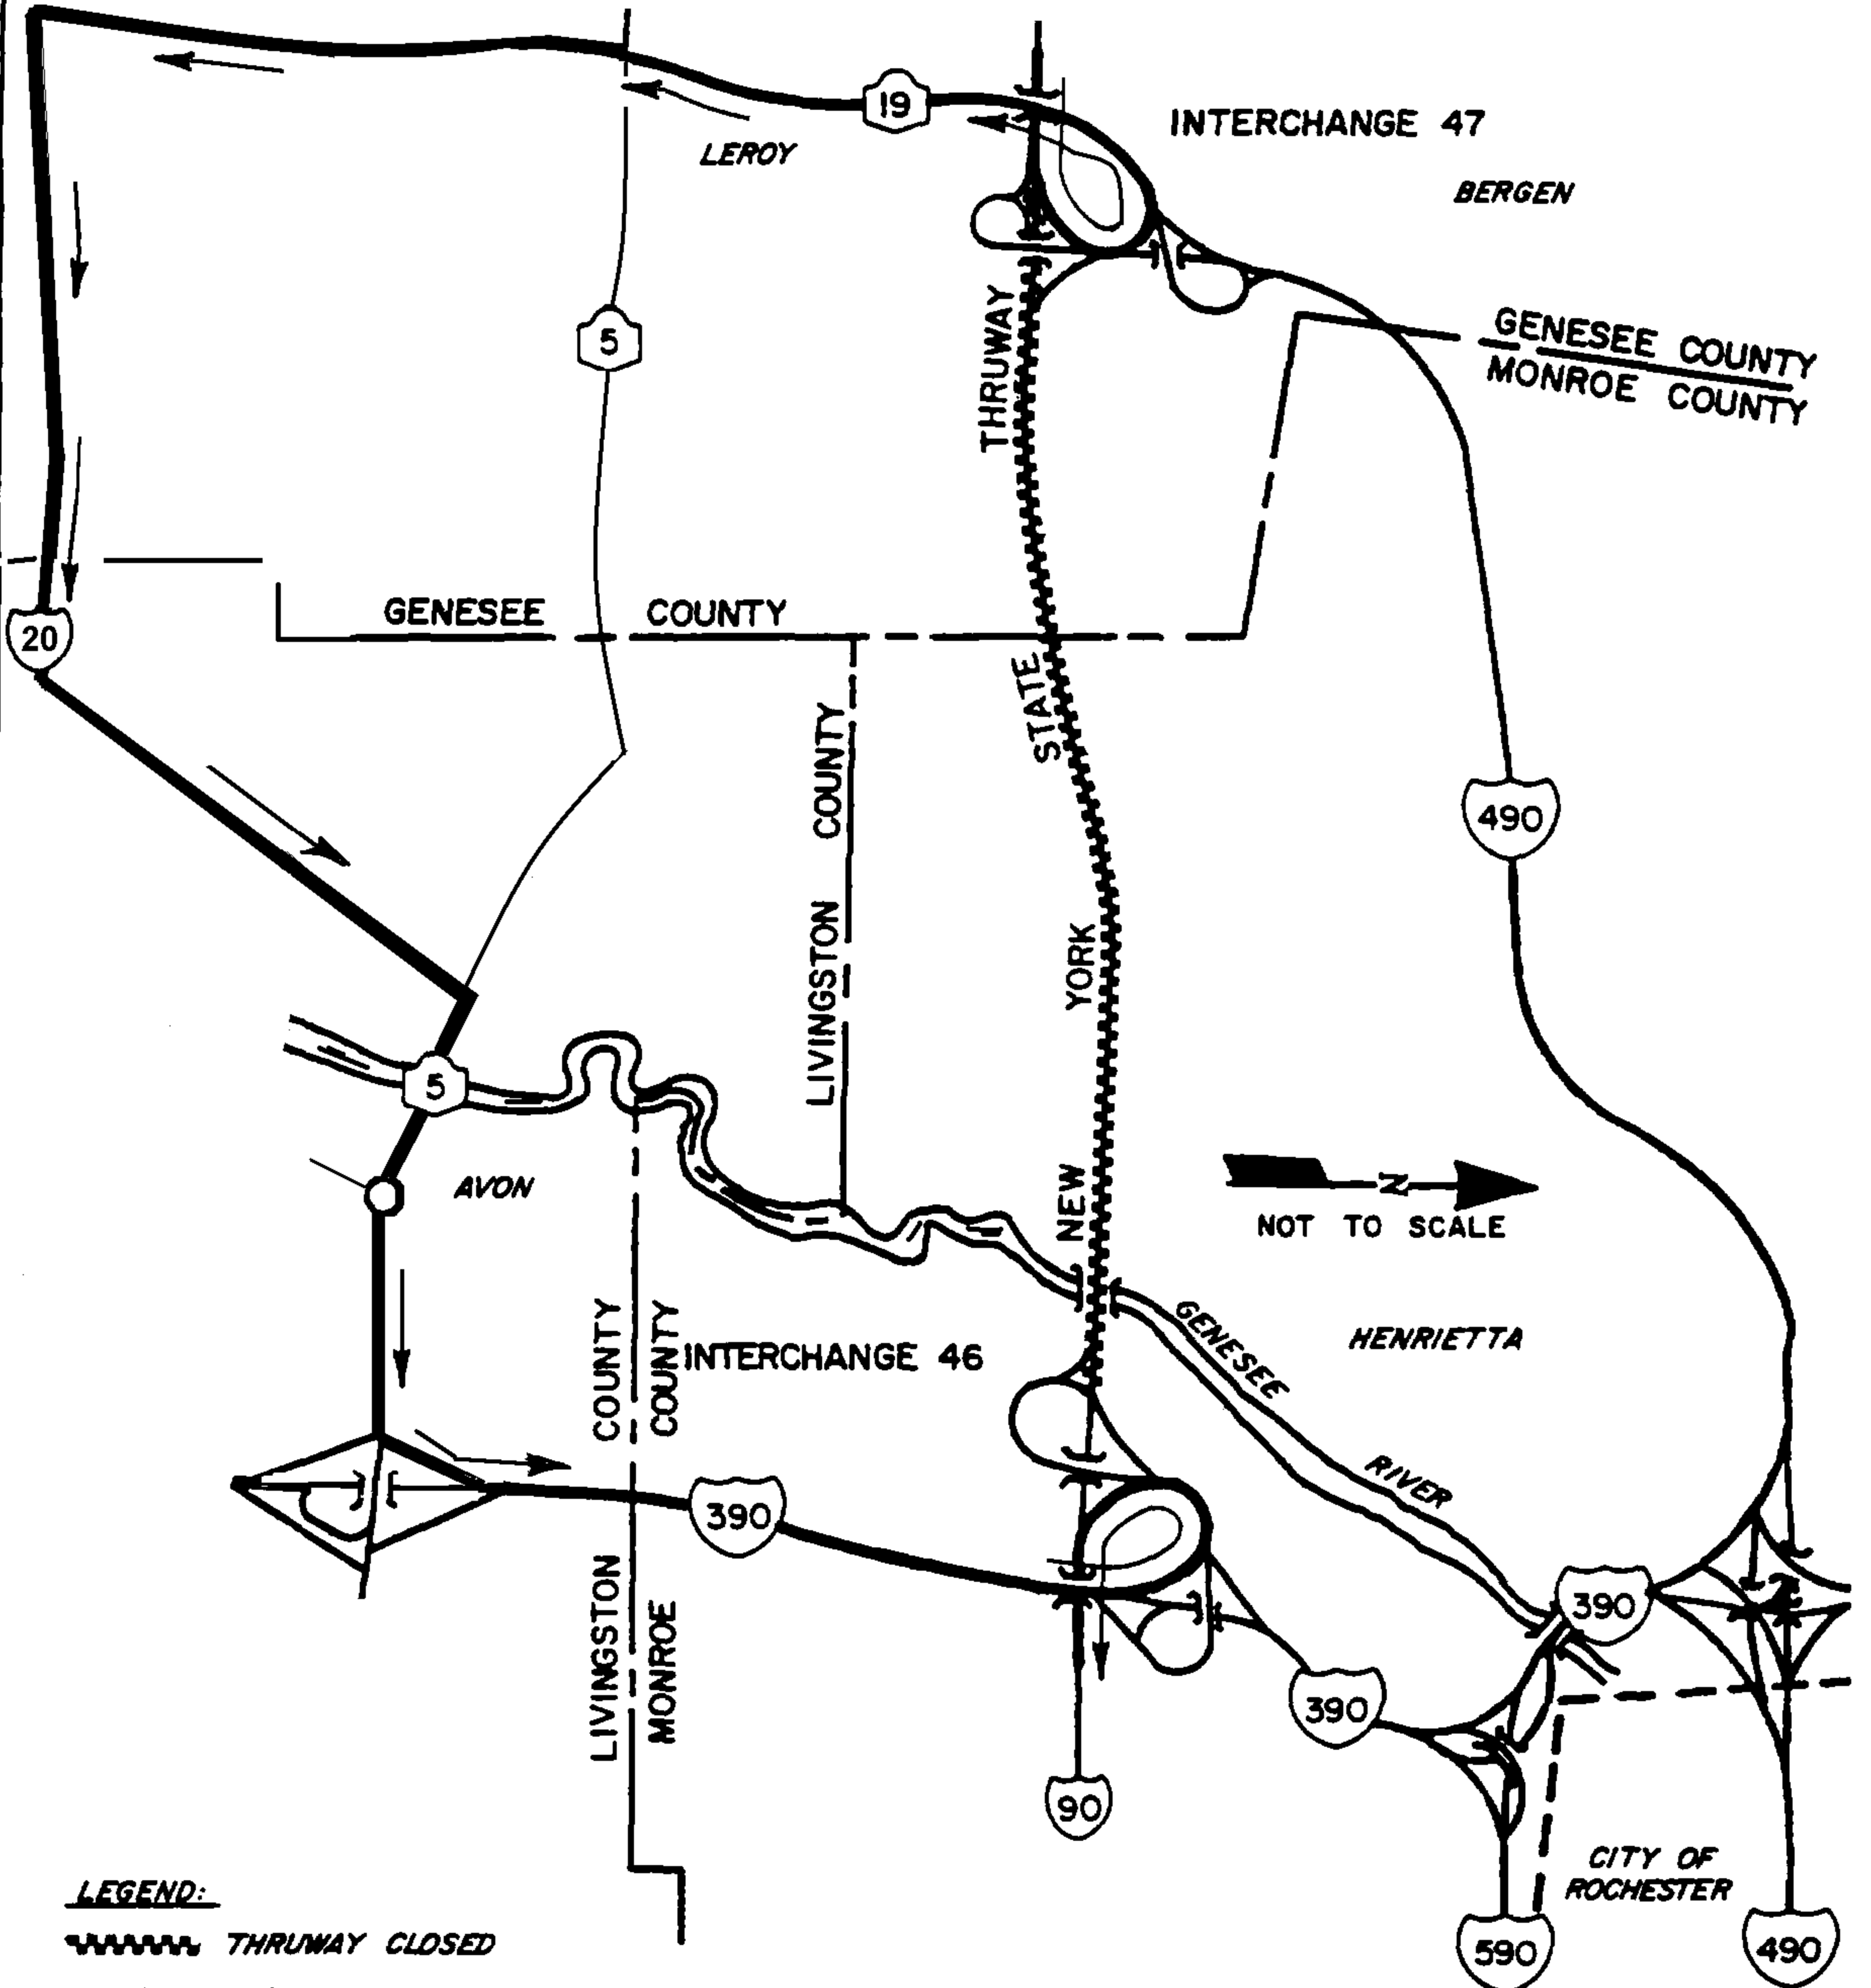 19
INTERCHANGE 47
LEROY
BERGEN
5
THRUWAY
GENESEE COUNTY
MONROE COUNTY
GENESEE COUNTY
20
STATE
LIVINGSTON COUNTY
490
YORK
5
AVON
NEW
N
NOT TO SCALE
GENESEE RIVER
HENRIETTA
INTERCHANGE 46
LIVINGSTON COUNTY
MONROE COUNTY
390
390
390
90
CITY OF
ROCHESTER
LEGEND:
THRUWAY CLOSED
590
490